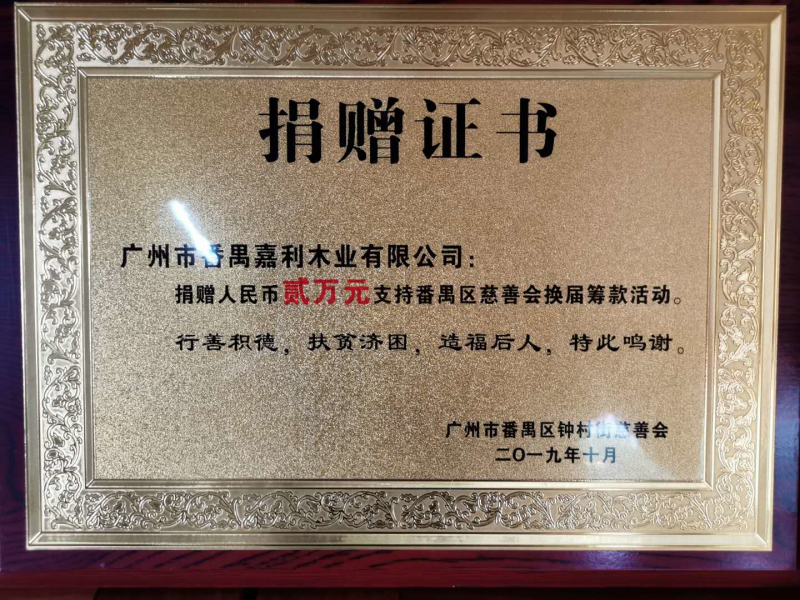 捐赠证书
广州市番禺嘉利木业有限公司：
捐赠人民币贰万元支持番禺区慈善会换届筹款活动。
行善积德，扶贫济困，造福后人，特此鸣谢。
广州市番禺区钟村街慈善会
二〇一九年十月